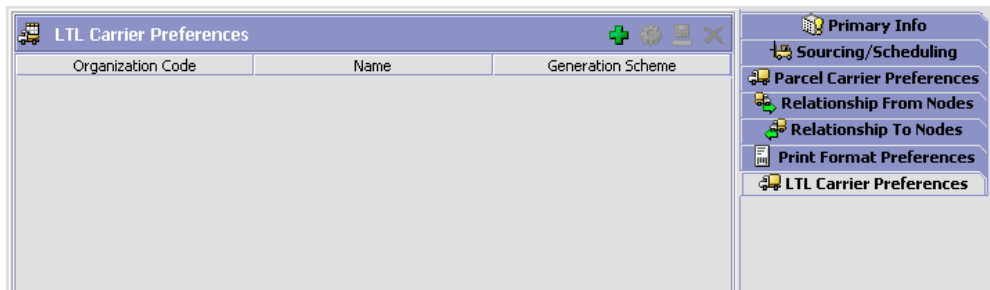 LTL Carrier Preferences
Organization Code Name Generation Scheme
Primary Info
Sourcing/Scheduling
Parcel Carrier Preferences
Relationship From Nodes
Relationship To Nodes
Print Format Preferences
LTL Carrier Preferences